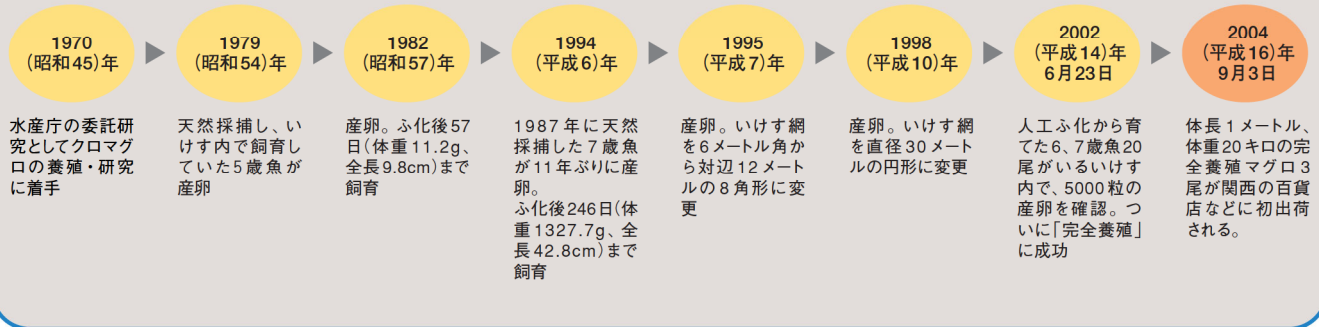 1970
(昭和45)年
水産庁の委託研
究としてクロマグ
ロの養殖・研究
に着手
1979
(昭和54)年
天然採捕し、い
けす内で飼育し
ていた5歳魚が
産卵
1982
(昭和57)年
産卵。ふ化後57
日(体重11.2g、
全長9.8cm)まで
飼育
1994
(平成6)年
1987年に天然
採捕した7歳魚
が11年ぶりに産
卵。
ふ化後246日(体
重1327.7g、全
長42.8cm)まで
飼育
1995
(平成7)年
産卵。いけす網
を6メートル角か
ら対辺12メート
ルの8角形に変
更
1998
(平成10)年
産卵。いけす網
を直径30メート
ルの円形に変更
2002
(平成14)年
6月23日
人工ふ化から育
てた6、7歳魚20
尾がいるいけす
内で、5000粒の
産卵を確認。つ
いに「完全養殖」
に成功
2004
(平成16)年
9月3日
体長1メートル、
体重20キロの完
全養殖マグロ3
尾が関西の百貨
店などに初出荷
される。